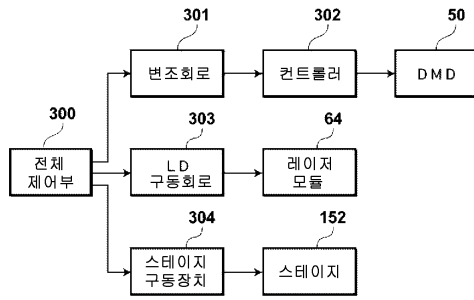 301
302
50
변조회로
컨트롤러
DMD
300
303
64
전체
제어부
LD
구동회로
레이저
모듈
304
152
스테이지
구동장치
스테이지